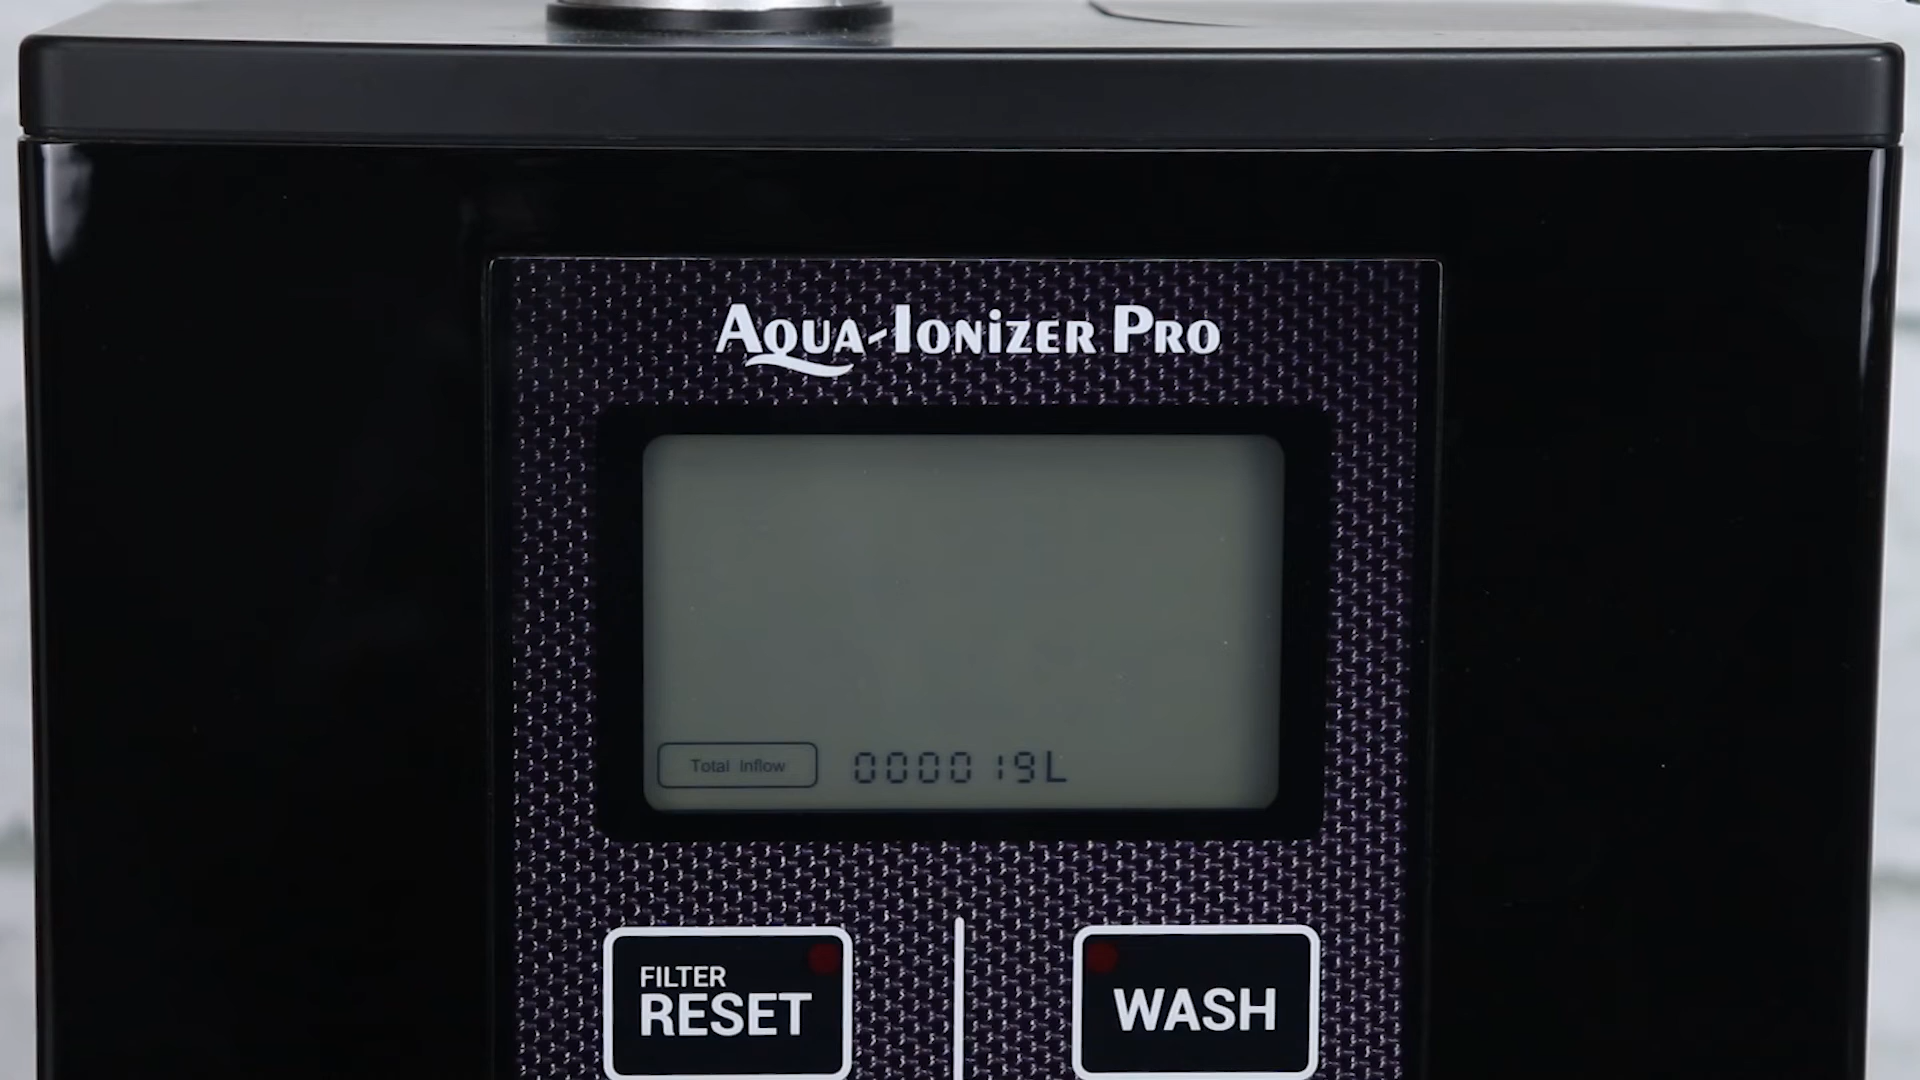 AQUA-IONiZER PRO
Total Inflow 000019L
FILTER
RESET
WASH